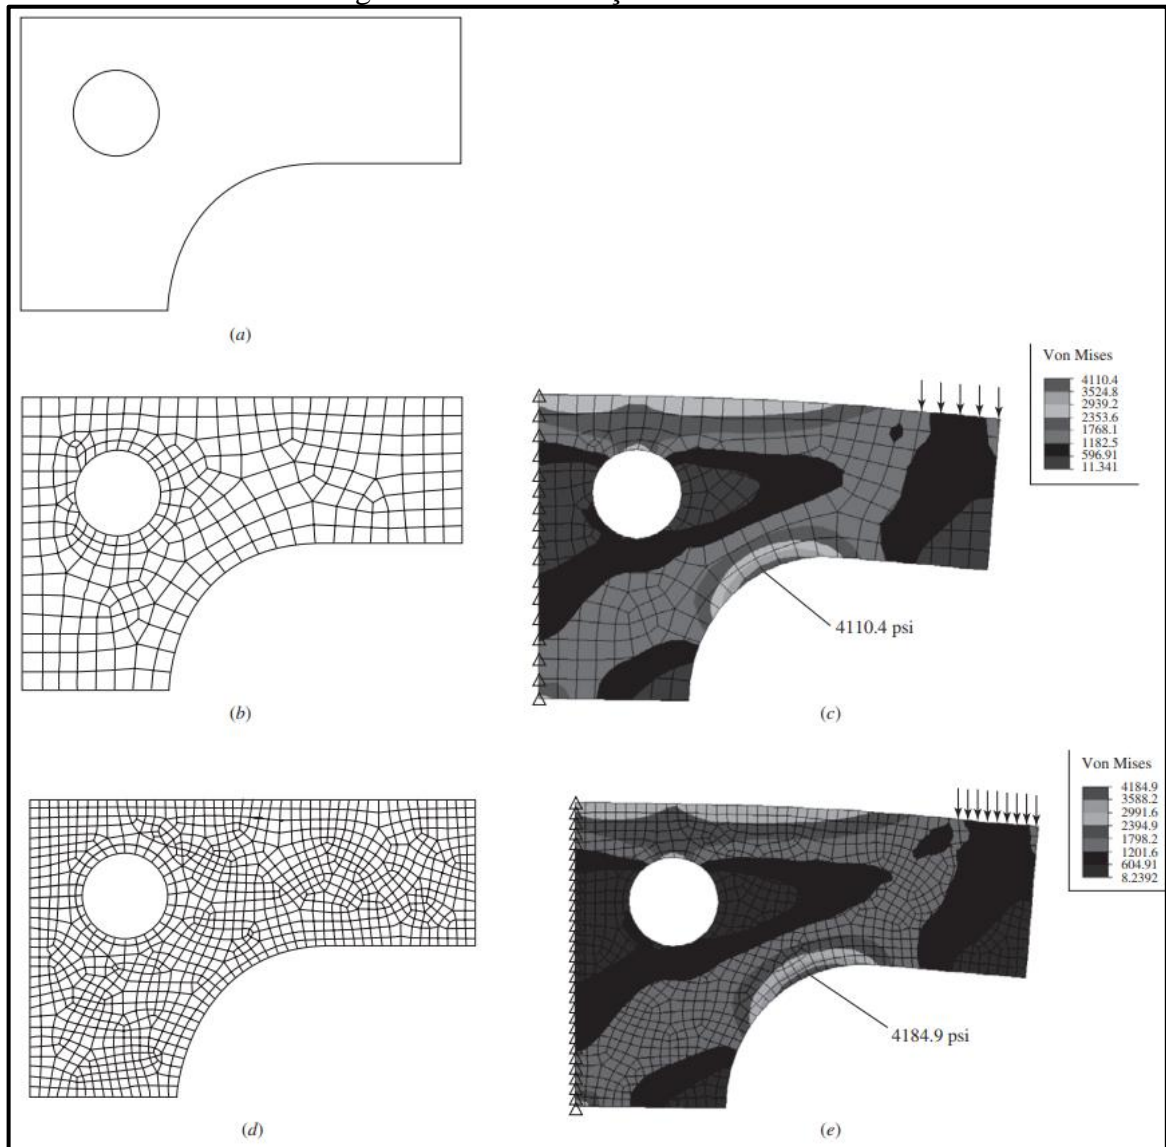 (a)
Von Mises
4110.4
3524.8
2939.2
2353.6
1768.1
1182.5
596.91
11.341
4110.4 psi
(b)
(c)
Von Mises
4184.9
3588.2
2991.6
2394.9
1798.2
1201.6
604.91
8.2392
4184.9 psi
(d)
(e)